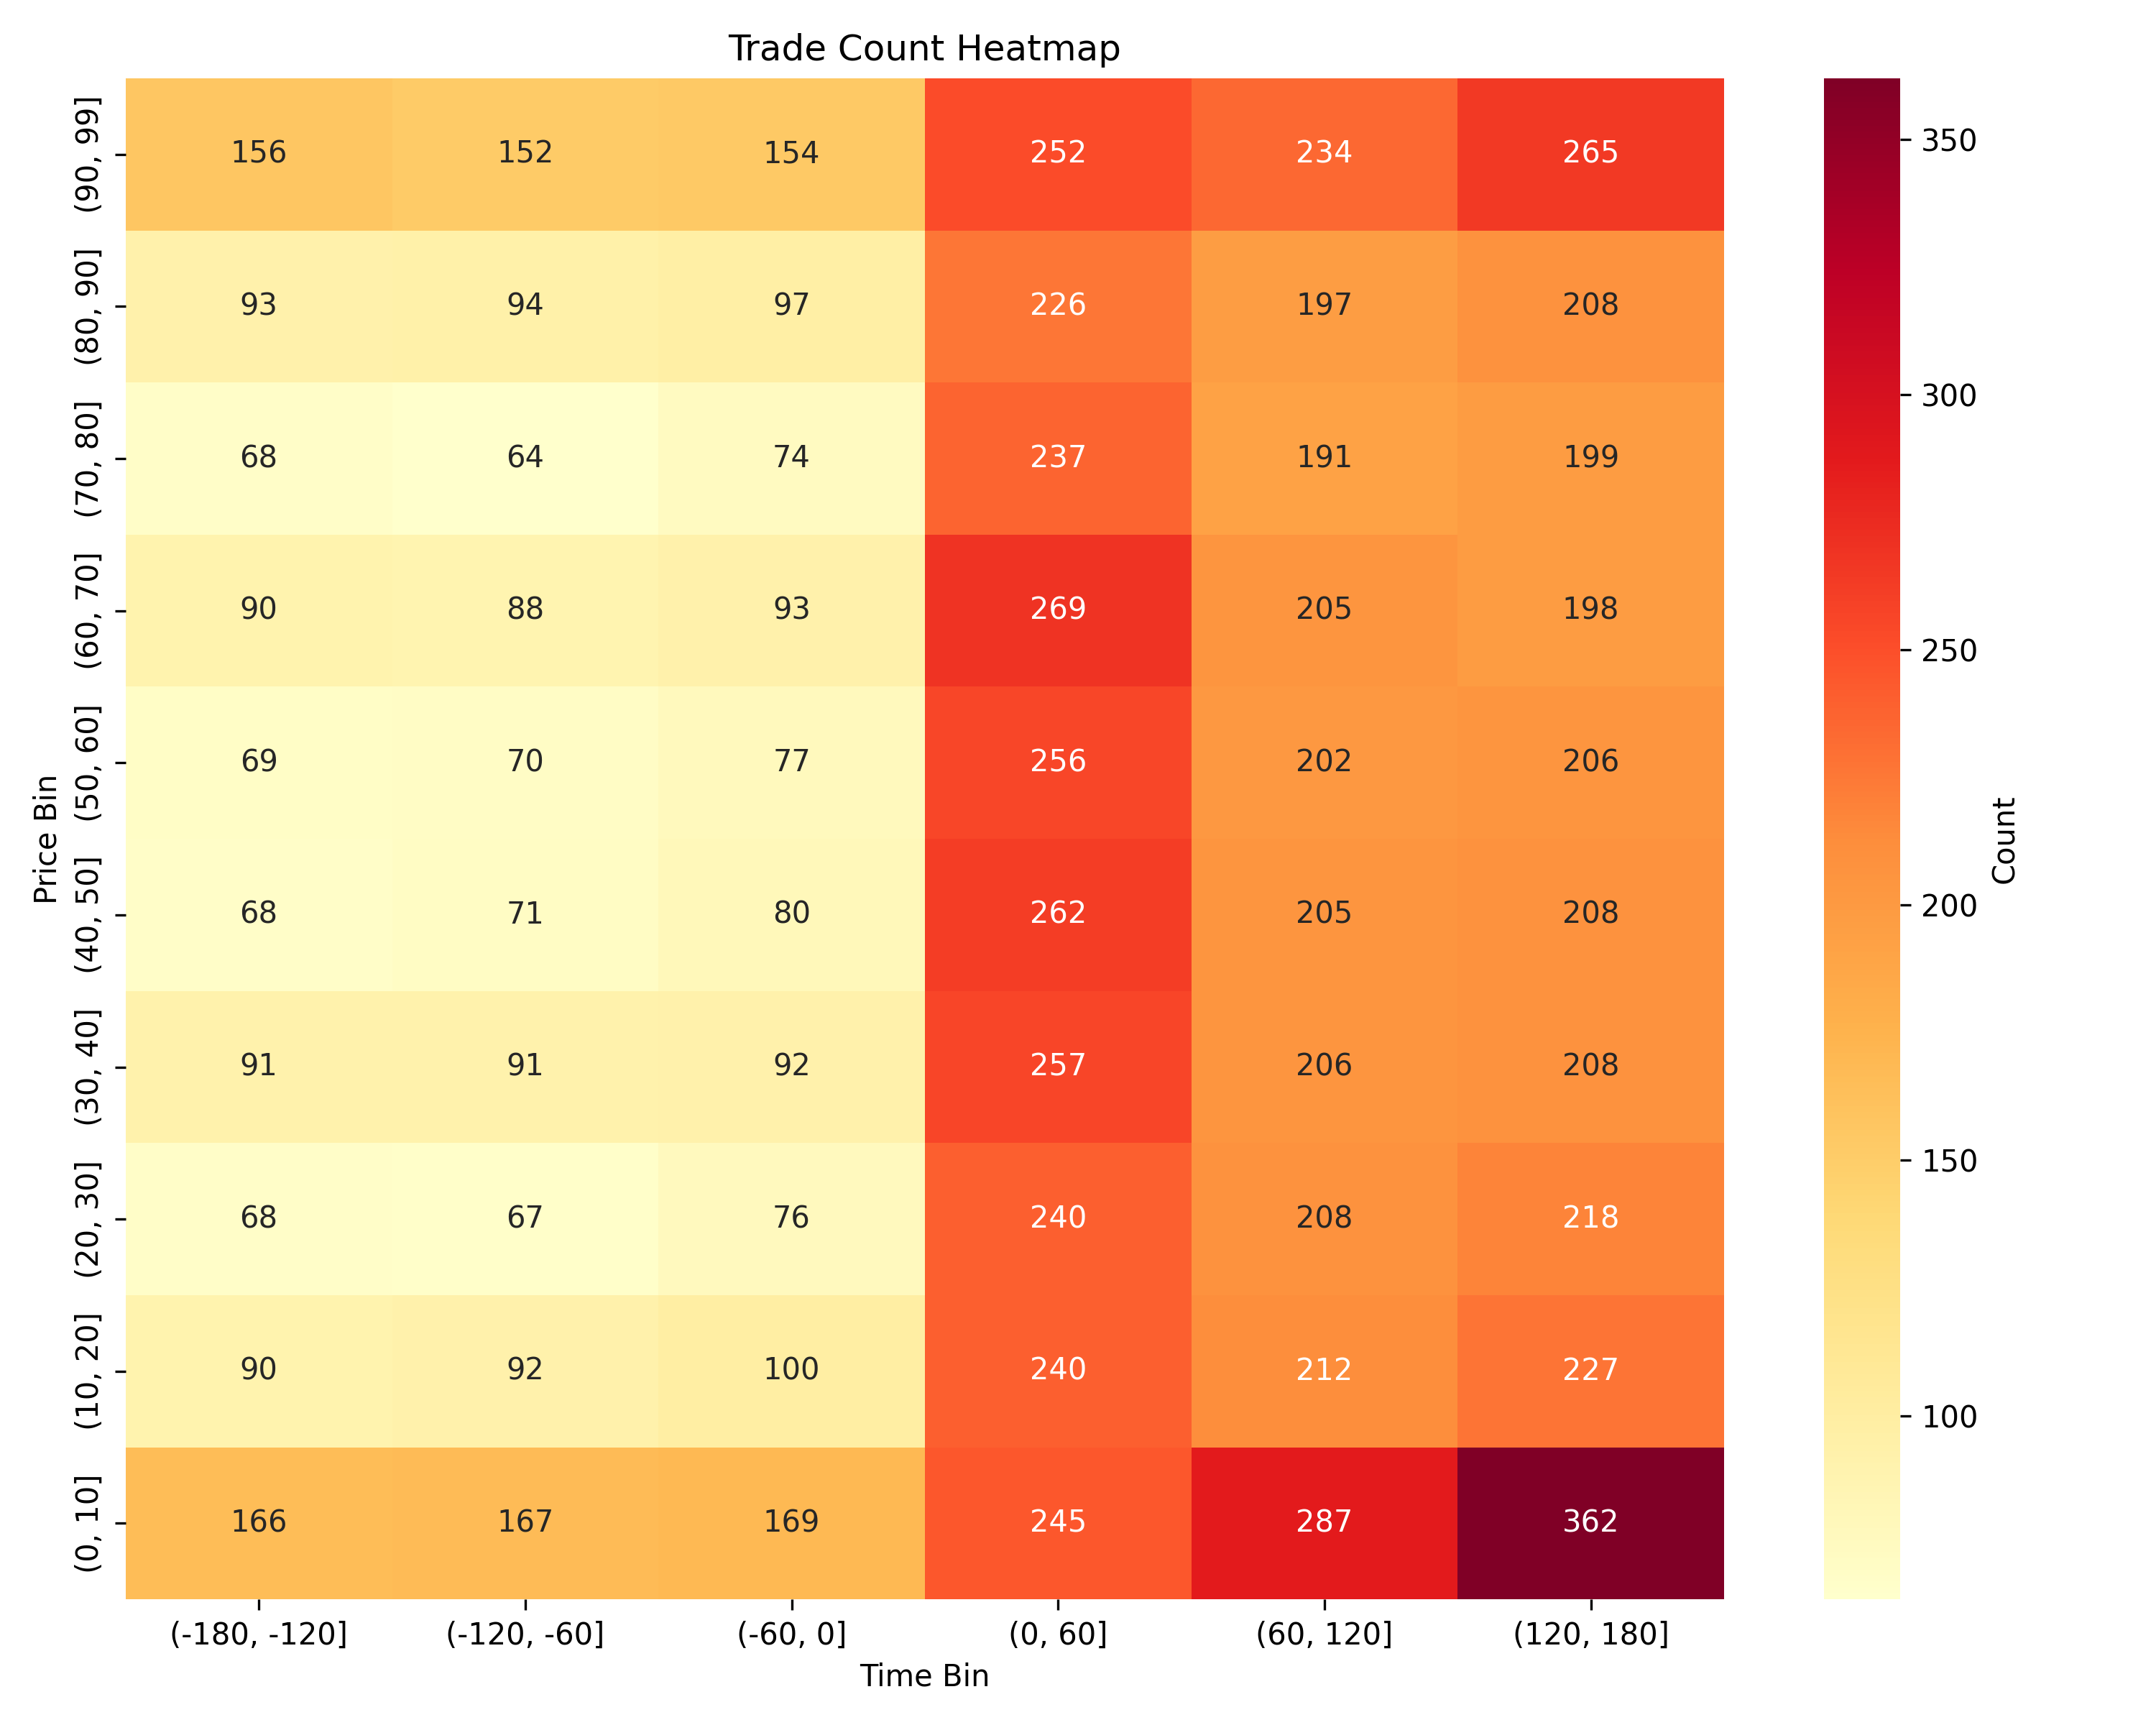 Trade Count Heatmap
(90, 99] 156 152 154 252 234 265
(80, 90] 93 94 97 226 197 208
(70, 80] 68 64 74 237 191 199
(60, 70] 90 88 93 269 205 198
(50, 60] 69 70 77 256 202 206
(40, 50] 68 71 80 262 205 208
(30, 40] 91 91 92 257 206 208
(20, 30] 68 67 76 240 208 218
(10, 20] 90 92 100 240 212 227
(0, 10] 166 167 169 245 287 362
Price Bin
(-180, -120] (-120, -60] (-60, 0] (0, 60] (60, 120] (120, 180]
Time Bin
350
300
250
200
150
100
Count